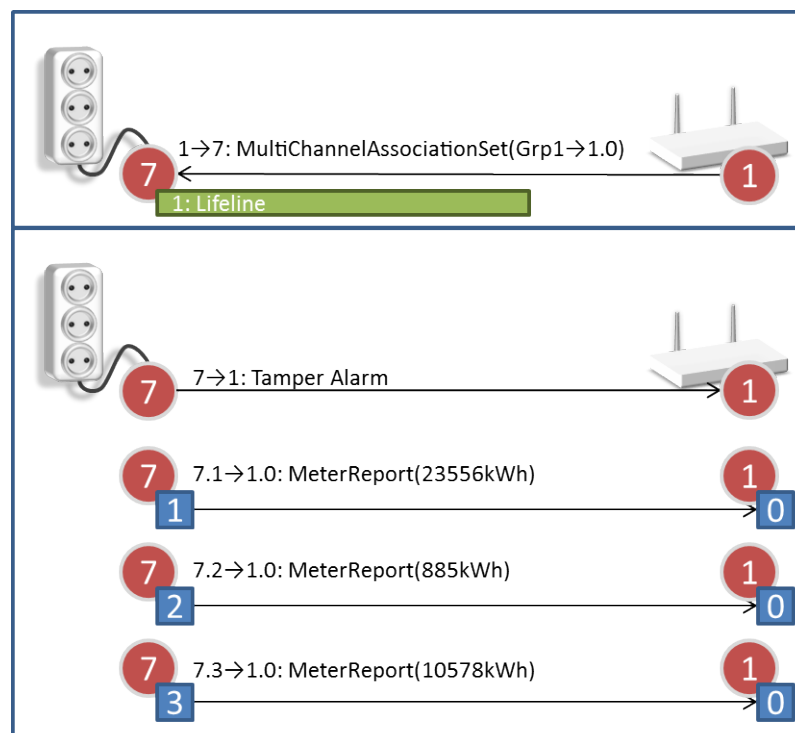 1→7: MultiChannelAssociationSet(Grp1→1.0)
7
1
1: Lifeline
7→1: Tamper Alarm
7
1
7
7.1→1.0: MeterReport(23556kWh)
1
1
0
7
7.2→1.0: MeterReport(885kWh)
1
2
0
7
7.3→1.0: MeterReport(10578kWh)
1
3
0